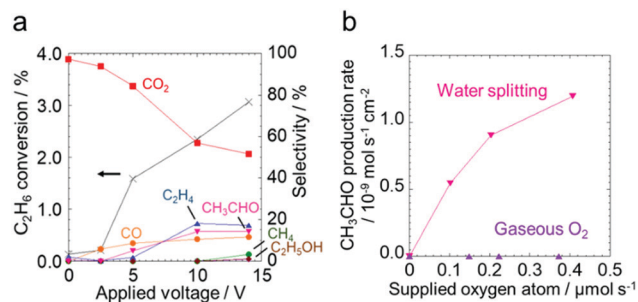 a
C2H6 conversion / %
4.0
3.0
2.0
1.0
0.0
0
5
10
15
Applied voltage / V
100
80
60
40
20
0
Selectivity / %
CO2
C2H4
CH3CHO
CO
CH4
C2H5OH
b
CH3CHO production rate
/ 10-9 mol s-1 cm-2
1.5
1.0
0.5
0.0
0
0.1
0.2
0.3
0.4
0.5
Supplied oxygen atom / μmol s-1
Water splitting
Gaseous O2